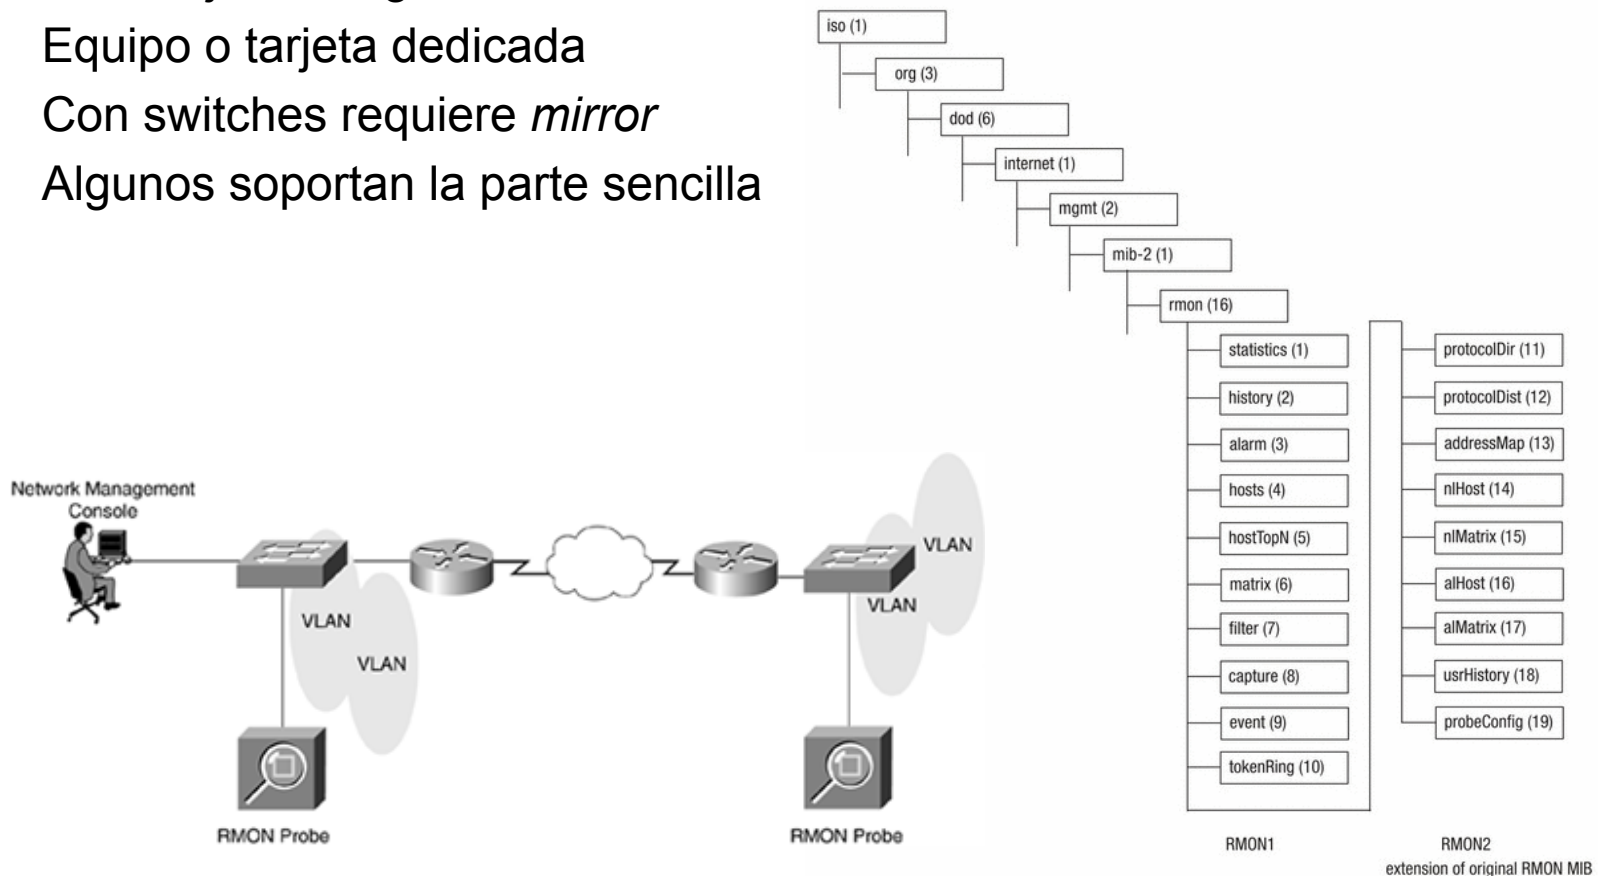 Equipo o tarjeta dedicada
Con switches requiere mirror
Algunos soportan la parte sencilla
iso (1)
org (3)
dod (6)
internet (1)
mgmt (2)
mib-2 (1)
rmon (16)
statistics (1)
history (2)
alarm (3)
hosts (4)
hostTopN (5)
matrix (6)
filter (7)
capture (8)
event (9)
tokenRing (10)
RMON1
protocolDir (11)
protocolDist (12)
addressMap (13)
nlHost (14)
nlMatrix (15)
alHost (16)
alMatrix (17)
usrHistory (18)
probeConfig (19)
RMON2
extension of original RMON MIB
Network Management
Console
VLAN
VLAN
RMON Probe
VLAN
VLAN
RMON Probe